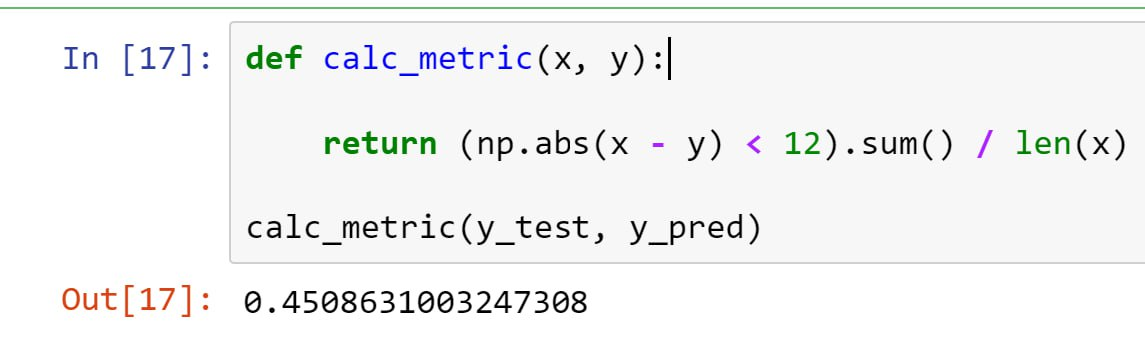 In [17]: def calc_metric(x, y):
return (np.abs(x - y) < 12).sum() / len(x)
calc_metric(y_test, y_pred)
Out[17]: 0.4508631003247308